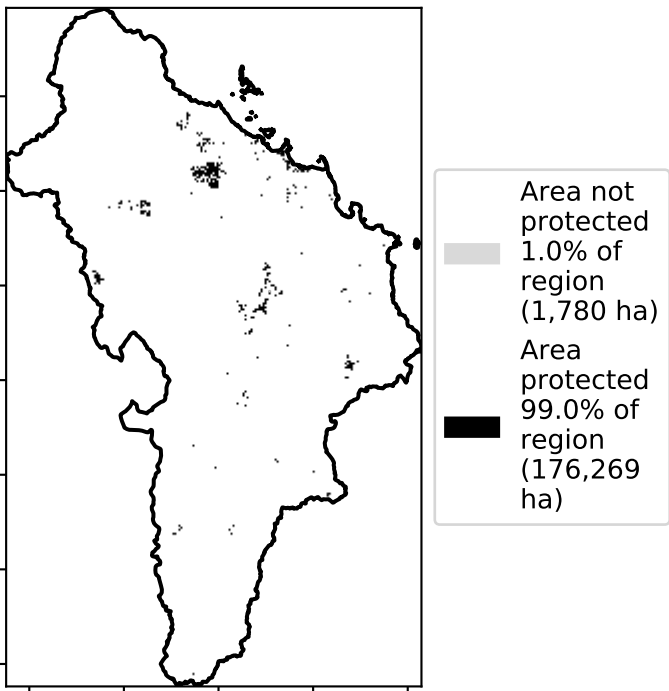 Area not
protected
1.0% of
region
(1,780 ha)
Area
protected
99.0% of
region
(176,269
ha)